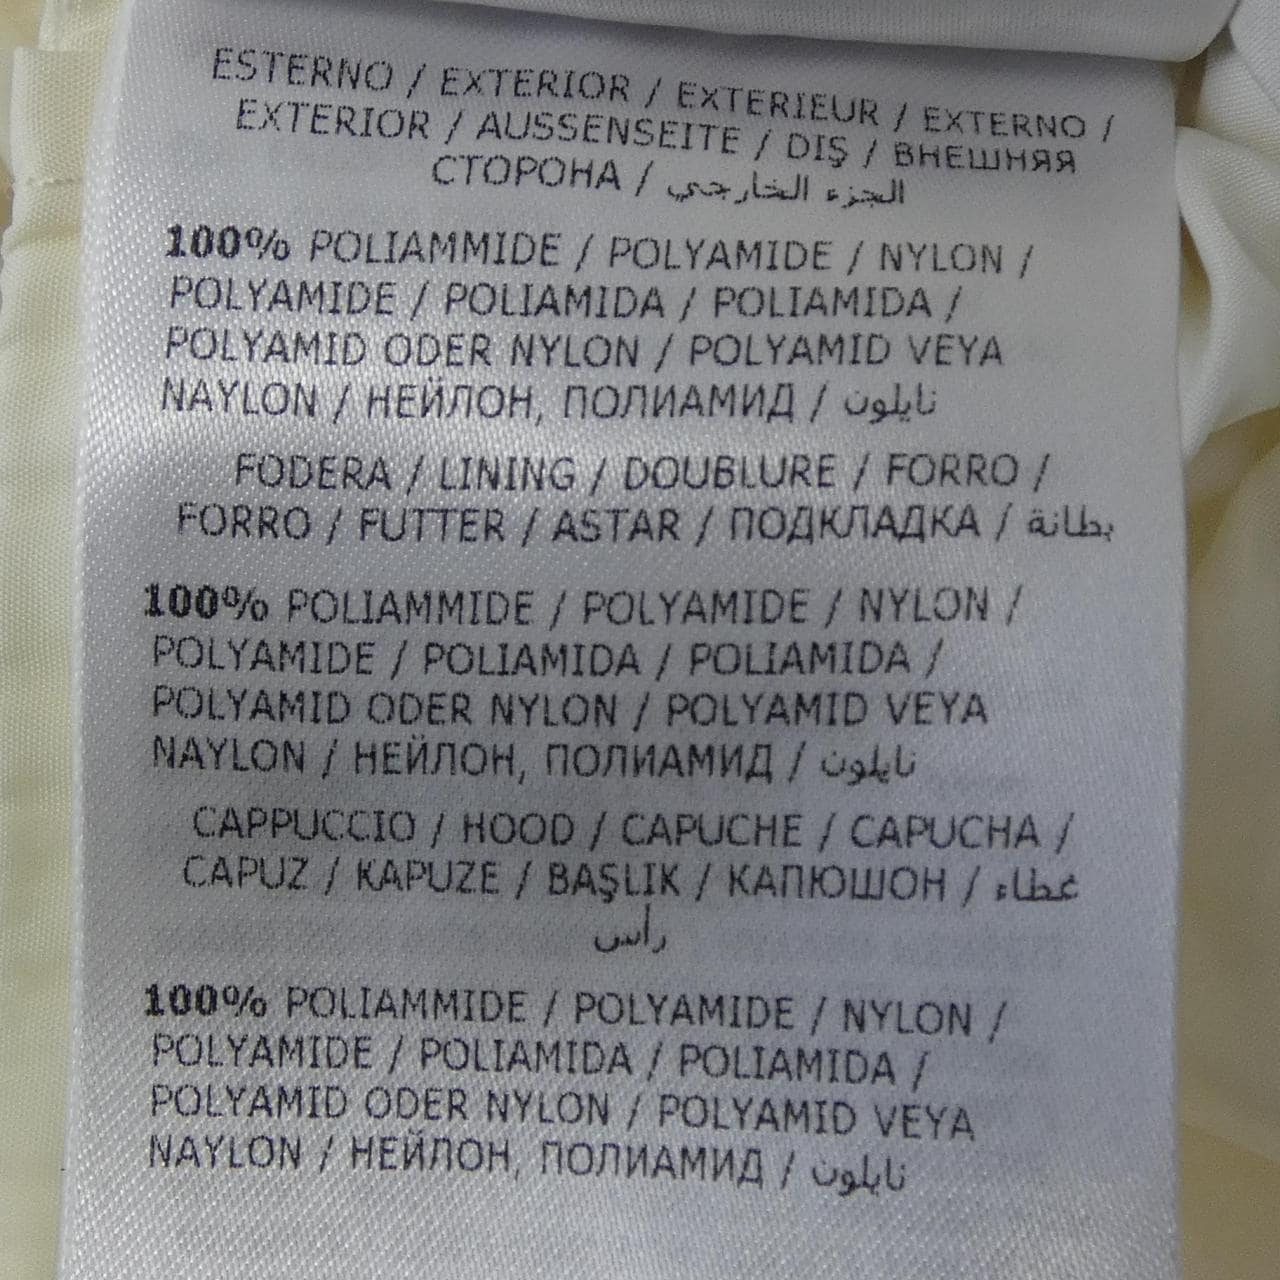 ESTERNO / EXTERIOR / EXTERIEUR / EXTERNO /
EXTERIOR / AUSSENSEITE / DIŞ / ВНЕШНЯЯ
СТОРОНА / الجزء الخارجي
100% POLIAMMIDE / POLYAMIDE / NYLON /
POLYAMIDE / POLIAMIDA / POLIAMIDA /
POLYAMID ODER NYLON / POLYAMID VEYA
NAYLON / НЕЙЛОН, ПОЛИАМИД / نايلون
FODERA / LINING / DOUBLURE / FORRO /
FORRO / FUTTER / ASTAR / ПОДКЛАДКА / بطانة
100% POLIAMMIDE / POLYAMIDE / NYLON /
POLYAMIDE / POLIAMIDA / POLIAMIDA /
POLYAMID ODER NYLON / POLYAMID VEYA
NAYLON / НЕЙЛОН, ПОЛИАМИД / نايلون
CAPPUCCIO / HOOD / CAPUCHE / CAPUCHA /
CAPUZ / KAPUZE / BAŞLIK / КАПЮШОН / غطاء
رأس
100% POLIAMMIDE / POLYAMIDE / NYLON /
POLYAMIDE / POLIAMIDA / POLIAMIDA /
POLYAMID ODER NYLON / POLYAMID VEYA
NAYLON / НЕЙЛОН, ПОЛИАМИД / نايلون